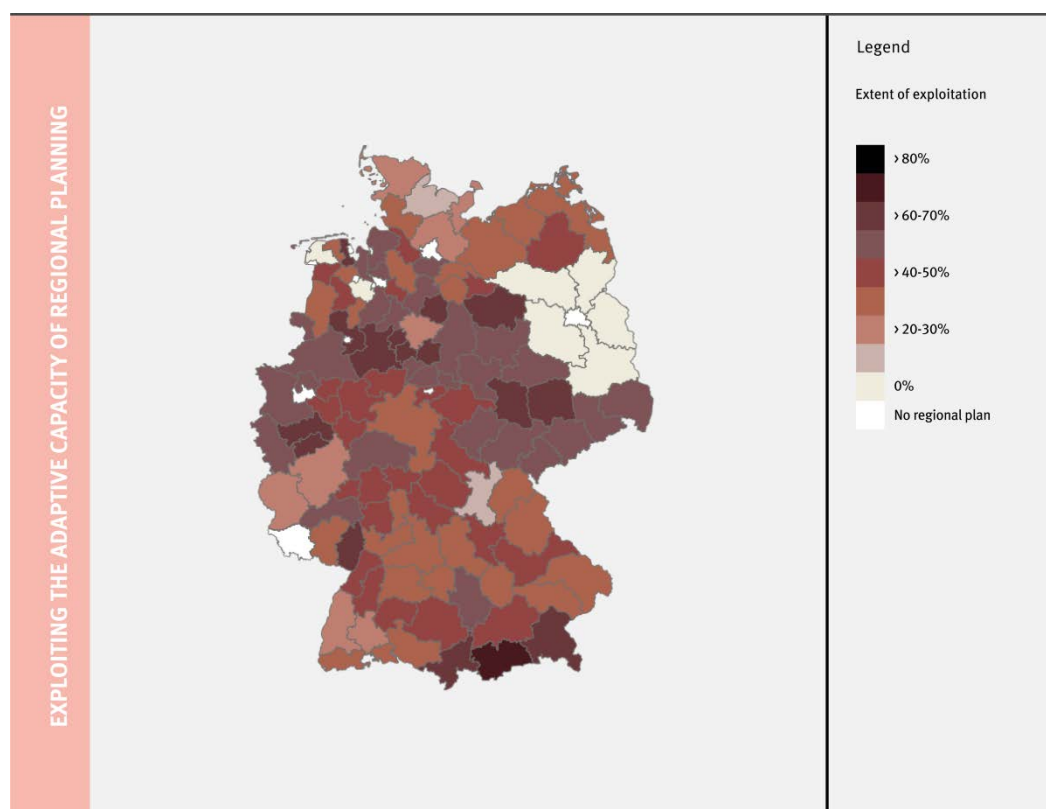 EXPLOITING THE ADAPTIVE CAPACITY OF REGIONAL PLANNING
Legend
Extent of exploitation
> 80%
> 60-70%
> 40-50%
> 20-30%
0%
No regional plan